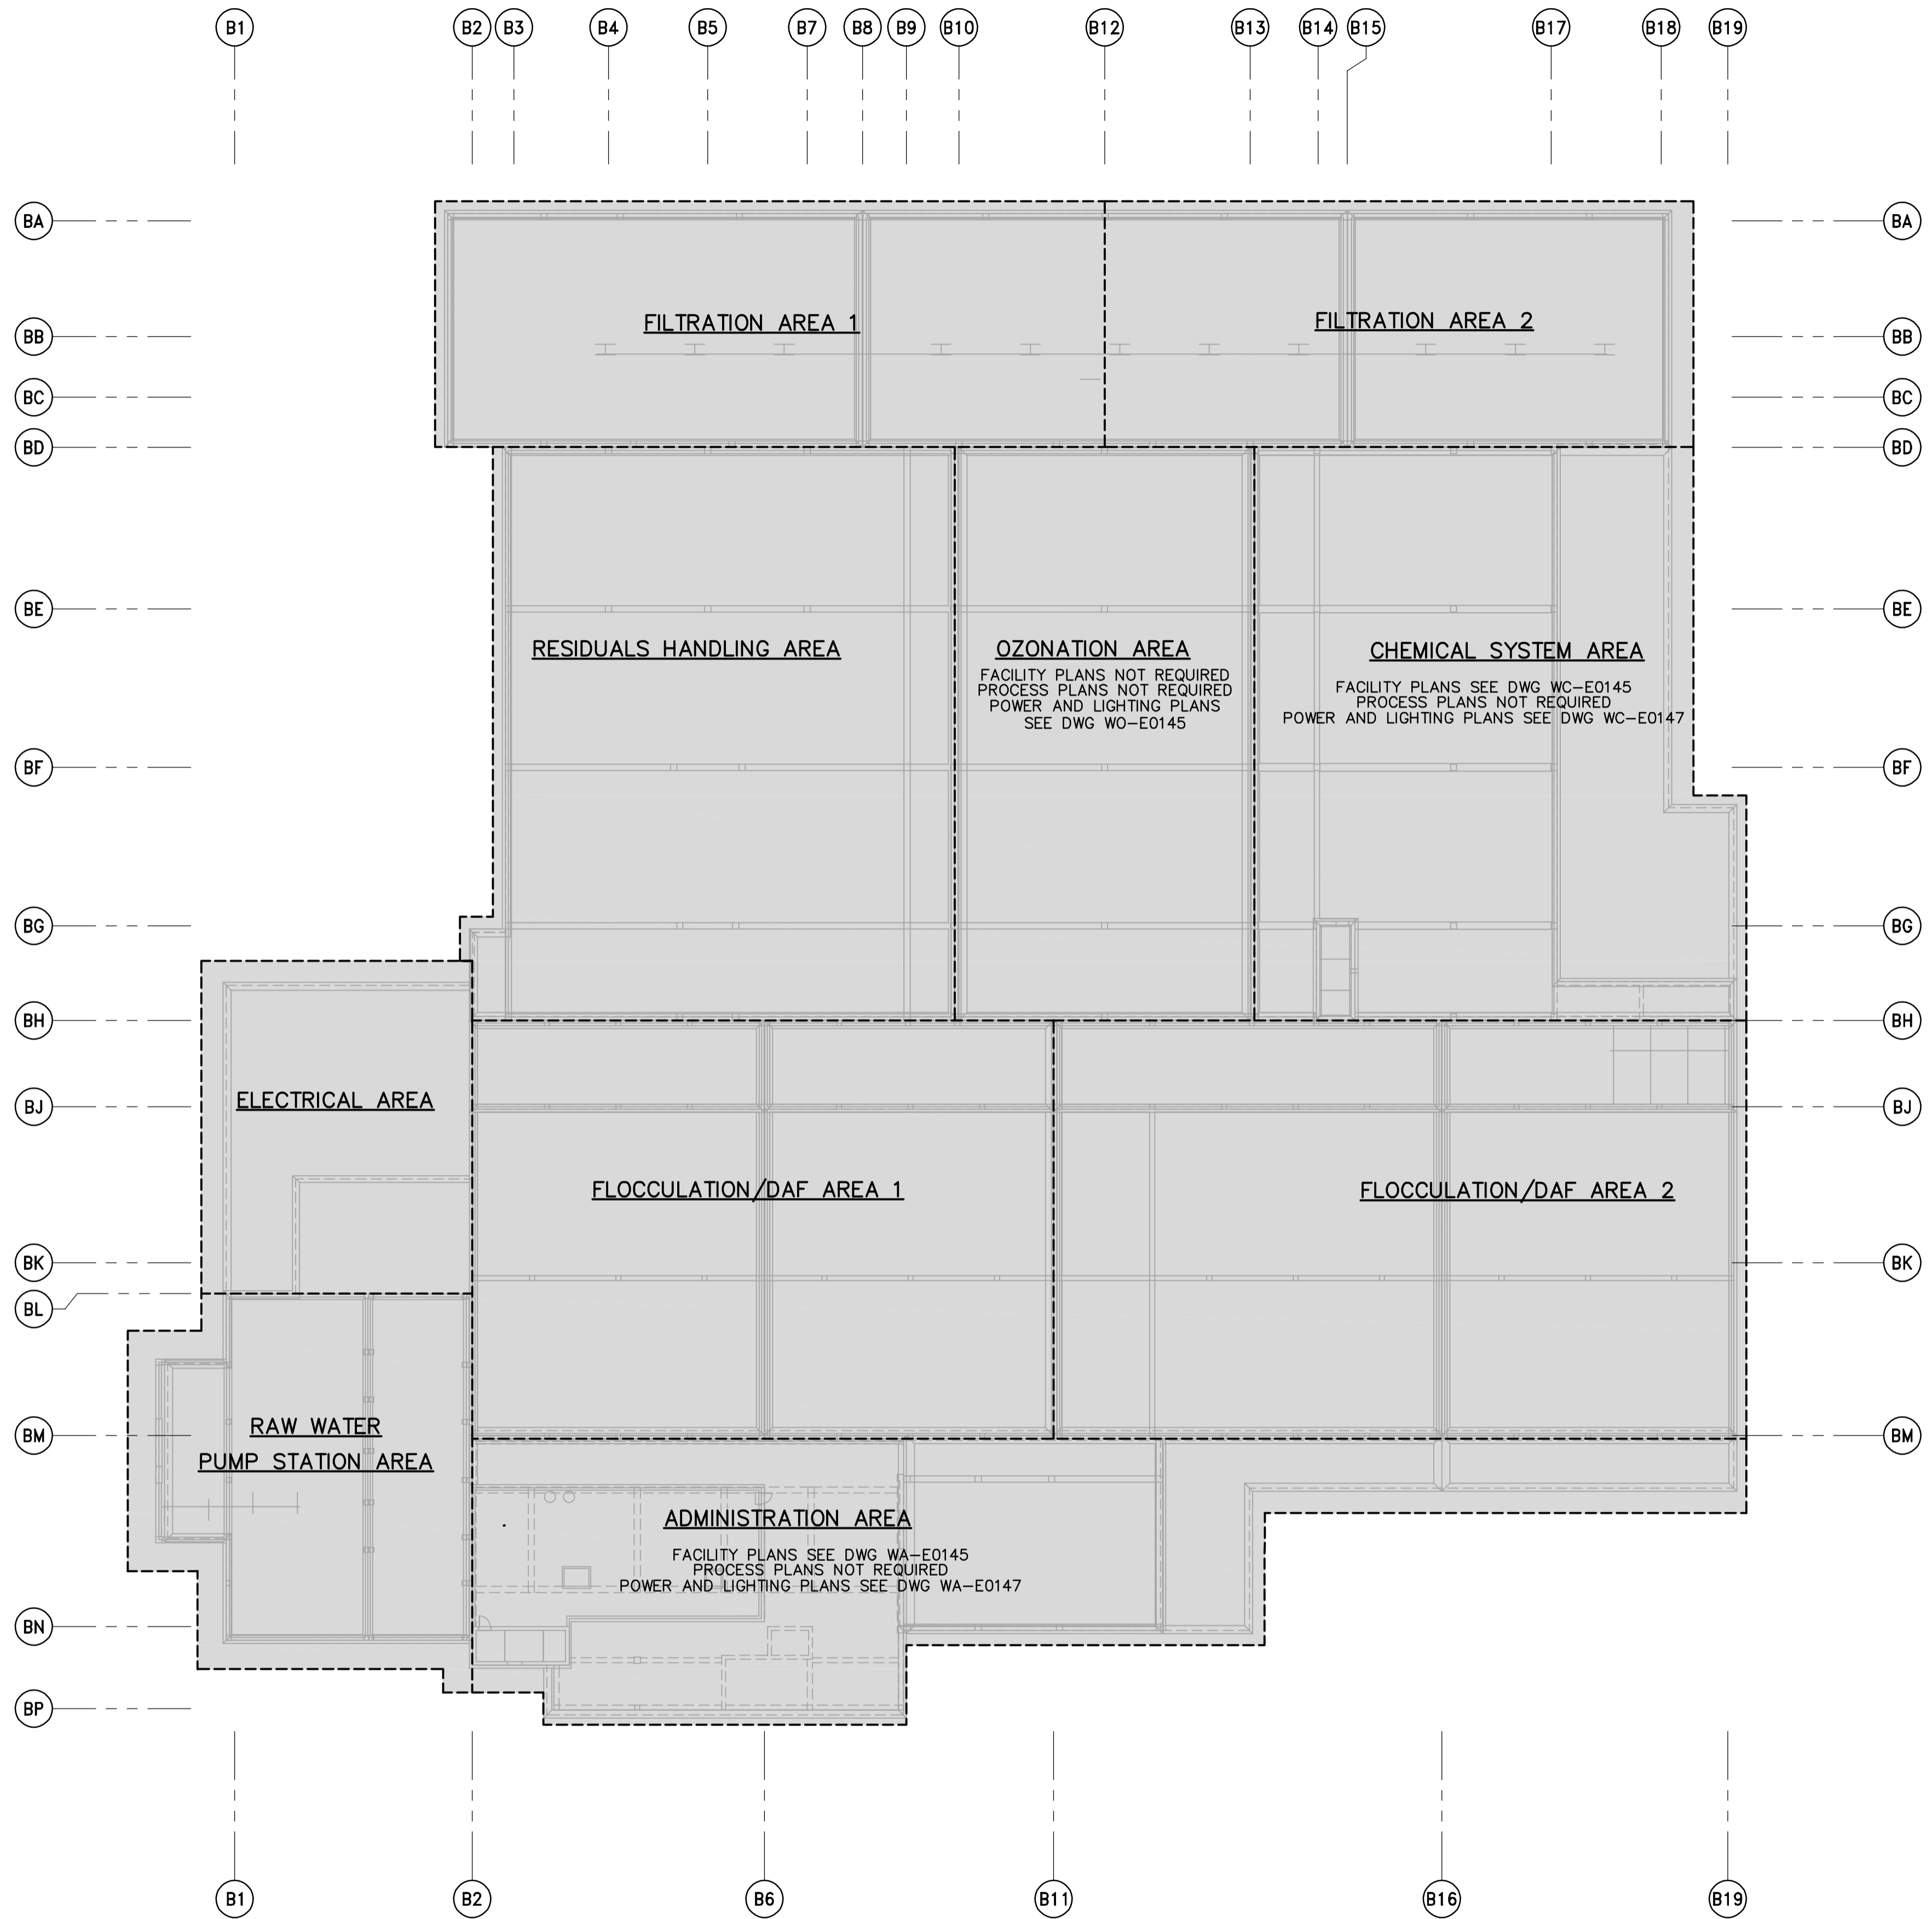 B1 B2 B3 B4 B5 B7 B8 B9 B10 B12 B13 B14 B15 B17 B18 B19
BA BA
FILTRATION AREA 1 FILTRATION AREA 2
BB BB
BC BC
BD BD
BE BE
RESIDUALS HANDLING AREA
OZONATION AREA
FACILITY PLANS NOT REQUIRED
PROCESS PLANS NOT REQUIRED
POWER AND LIGHTING PLANS
SEE DWG WO-E0145
CHEMICAL SYSTEM AREA
FACILITY PLANS SEE DWG WC-E0145
PROCESS PLANS NOT REQUIRED
POWER AND LIGHTING PLANS SEE DWG WC-E0147
BF BF
BG BG
BH BH
ELECTRICAL AREA
BJ BJ
FLOCCULATION/DAF AREA 1 FLOCCULATION/DAF AREA 2
BK BK
BL
RAW WATER
PUMP STATION AREA
BM BM
ADMINISTRATION AREA
FACILITY PLANS SEE DWG WA-E0145
PROCESS PLANS NOT REQUIRED
POWER AND LIGHTING PLANS SEE DWG WA-E0147
BN
BP
B1 B2 B6 B11 B16 B19